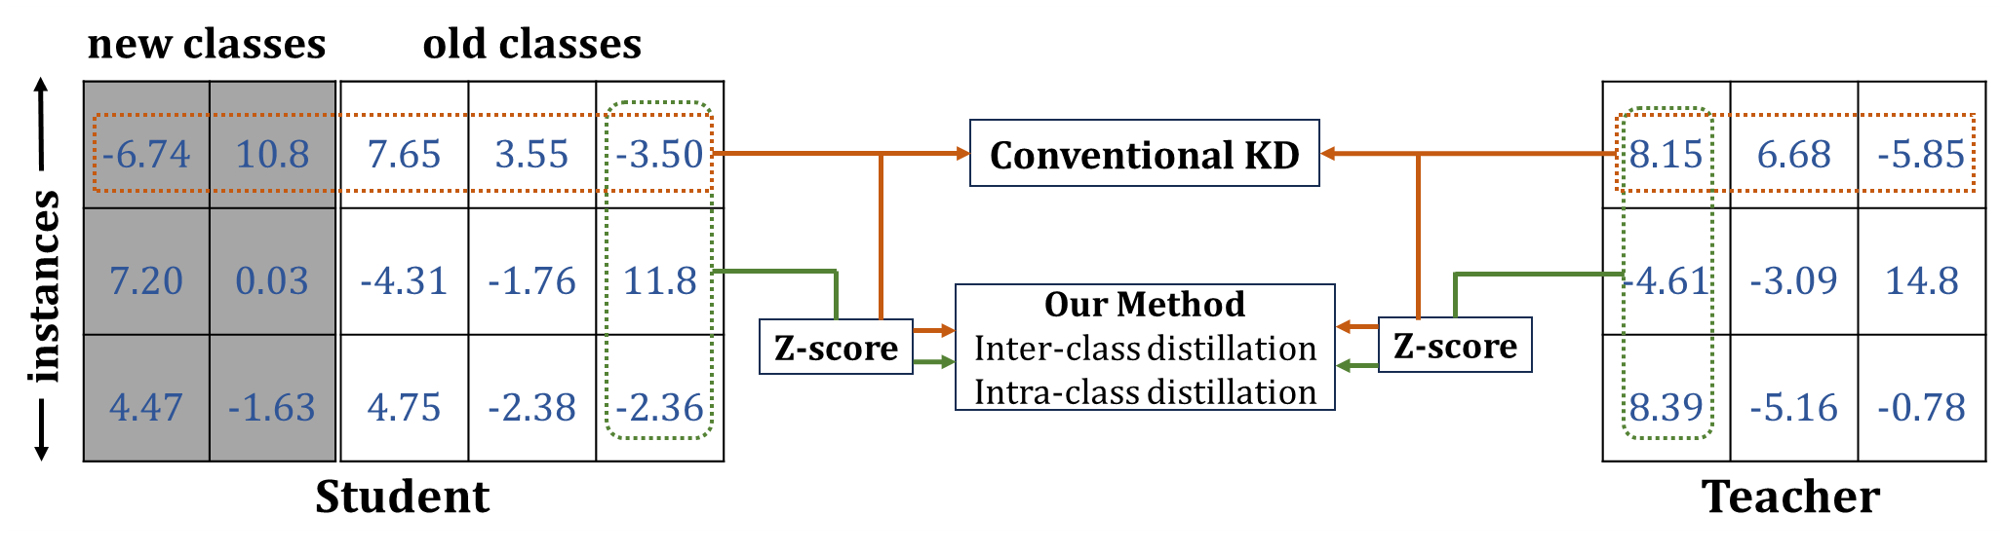 new classes old classes
instances
-6.74 10.8 7.65 3.55 -3.50
7.20 0.03 -4.31 -1.76 11.8
4.47 -1.63 4.75 -2.38 -2.36
Student
Conventional KD
Z-score
Our Method
Inter-class distillation
Intra-class distillation
Z-score
8.15 6.68 -5.85
-4.61 -3.09 14.8
8.39 -5.16 -0.78
Teacher